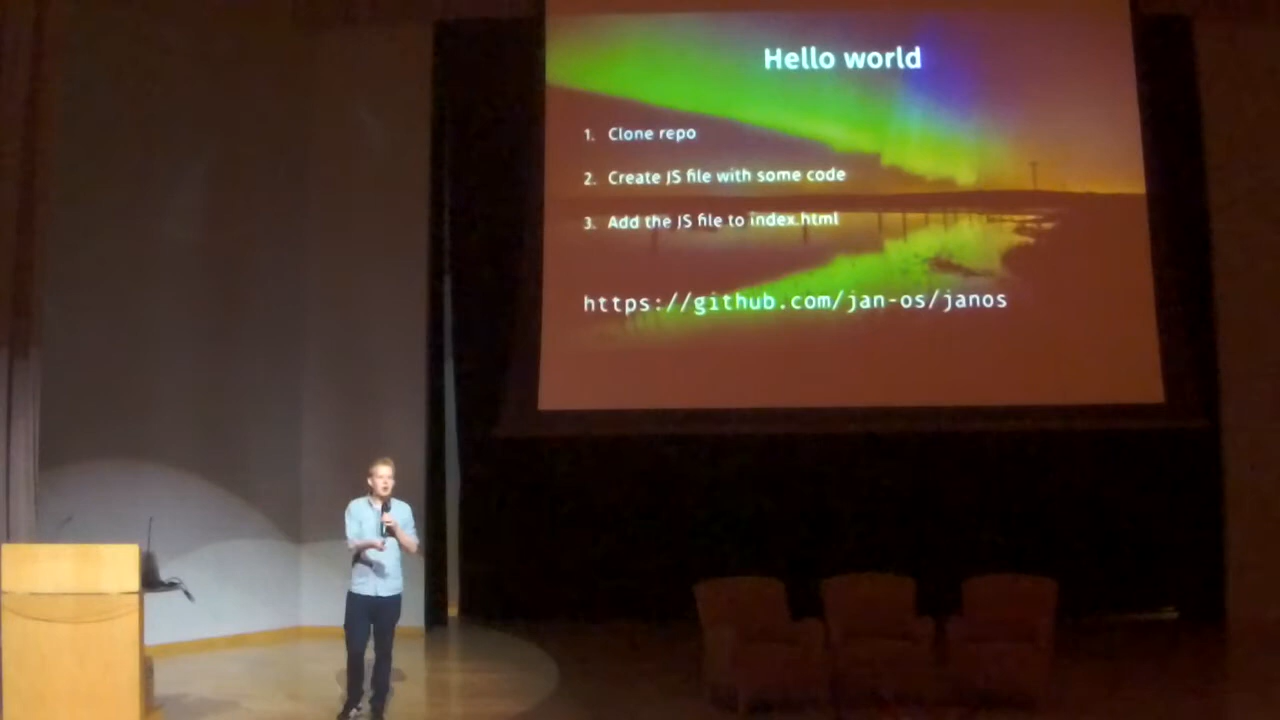 Hello world
1. Clone repo
2. Create JS file with some code
3. Add the JS file to index.html
https://github.com/jan-os/janos